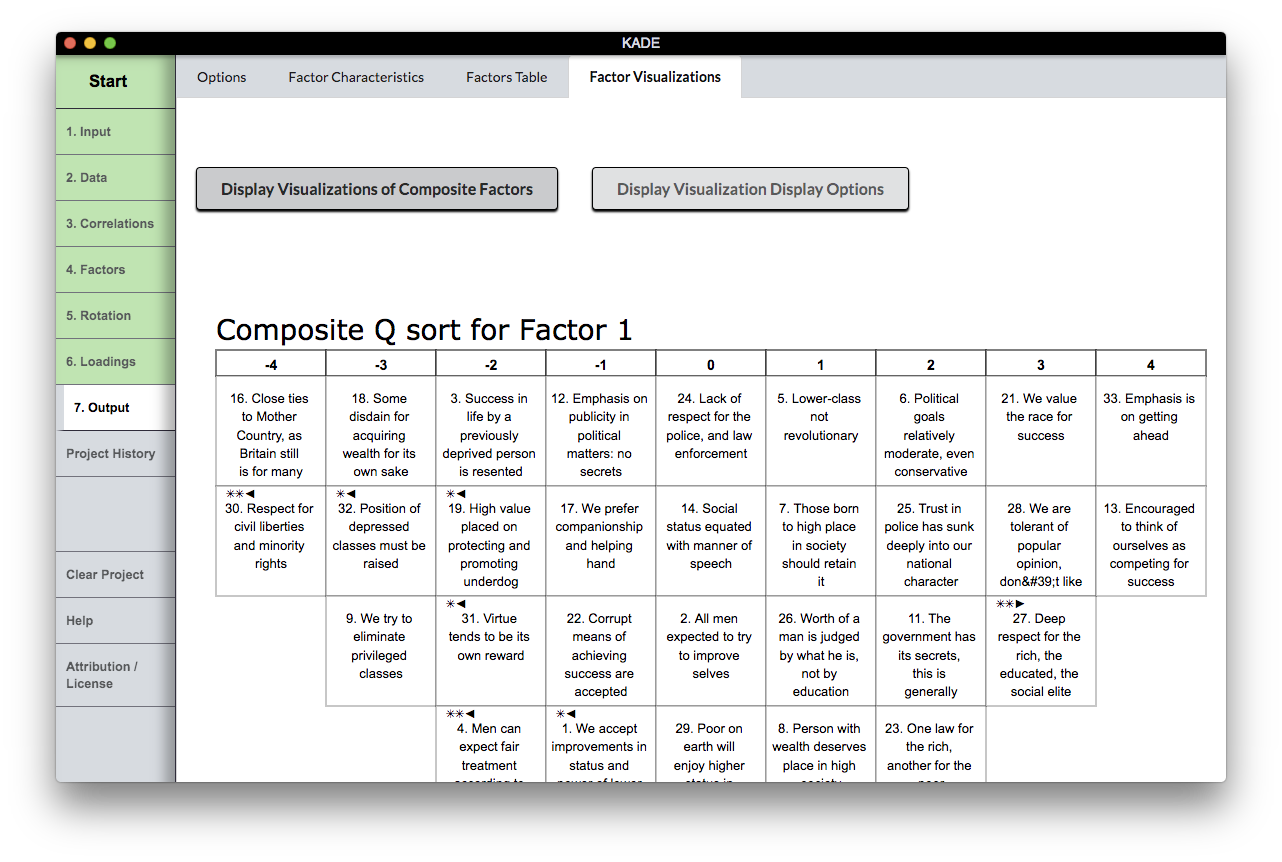 KADE
Start
Options
Factor Characteristics
Factors Table
Factor Visualizations
1. Input
2. Data
3. Correlations
4. Factors
5. Rotation
6. Loadings
7. Output
Project History
Clear Project
Help
Attribution /
License
Display Visualizations of Composite Factors
Display Visualization Display Options
Composite Q sort for Factor 1
-4
-3
-2
-1
0
1
2
3
4
16. Close ties
to Mother
Country, as
Britain still
is for many
18. Some
disdain for
acquiring
wealth for its
own sake
3. Success in
life by a
previously
deprived person
is resented
12. Emphasis on
publicity in
political
matters: no
secrets
24. Lack of
respect for the
police, and law
enforcement
5. Lower-class
not
revolutionary
6. Political
goals
relatively
moderate, even
conservative
21. We value
the race for
success
33. Emphasis is
on getting
ahead
✳✳◀
30. Respect for
civil liberties
and minority
rights
✳◀
32. Position of
depressed
classes must be
raised
✳◀
19. High value
placed on
protecting and
promoting
underdog
17. We prefer
companionship
and helping
hand
14. Social
status equated
with manner of
speech
7. Those born
to high place
in society
should retain
it
25. Trust in
police has sunk
deeply into our
national
character
28. We are
tolerant of
popular
opinion,
don&#39;t like
13. Encouraged
to think of
ourselves as
competing for
success
9. We try to
eliminate
privileged
classes
✳◀
31. Virtue
tends to be its
own reward
22. Corrupt
means of
achieving
success are
accepted
2. All men
expected to try
to improve
selves
26. Worth of a
man is judged
by what he is,
not by
education
11. The
government has
its secrets,
this is
generally
✳✳▶
27. Deep
respect for the
rich, the
educated, the
social elite
✳✳◀
4. Men can
expect fair
treatment
according to
✳◀
1. We accept
improvements in
status and
power of lower
29. Poor on
earth will
enjoy higher
status in
8. Person with
wealth deserves
place in high
society
23. One law for
the rich,
another for the
poor